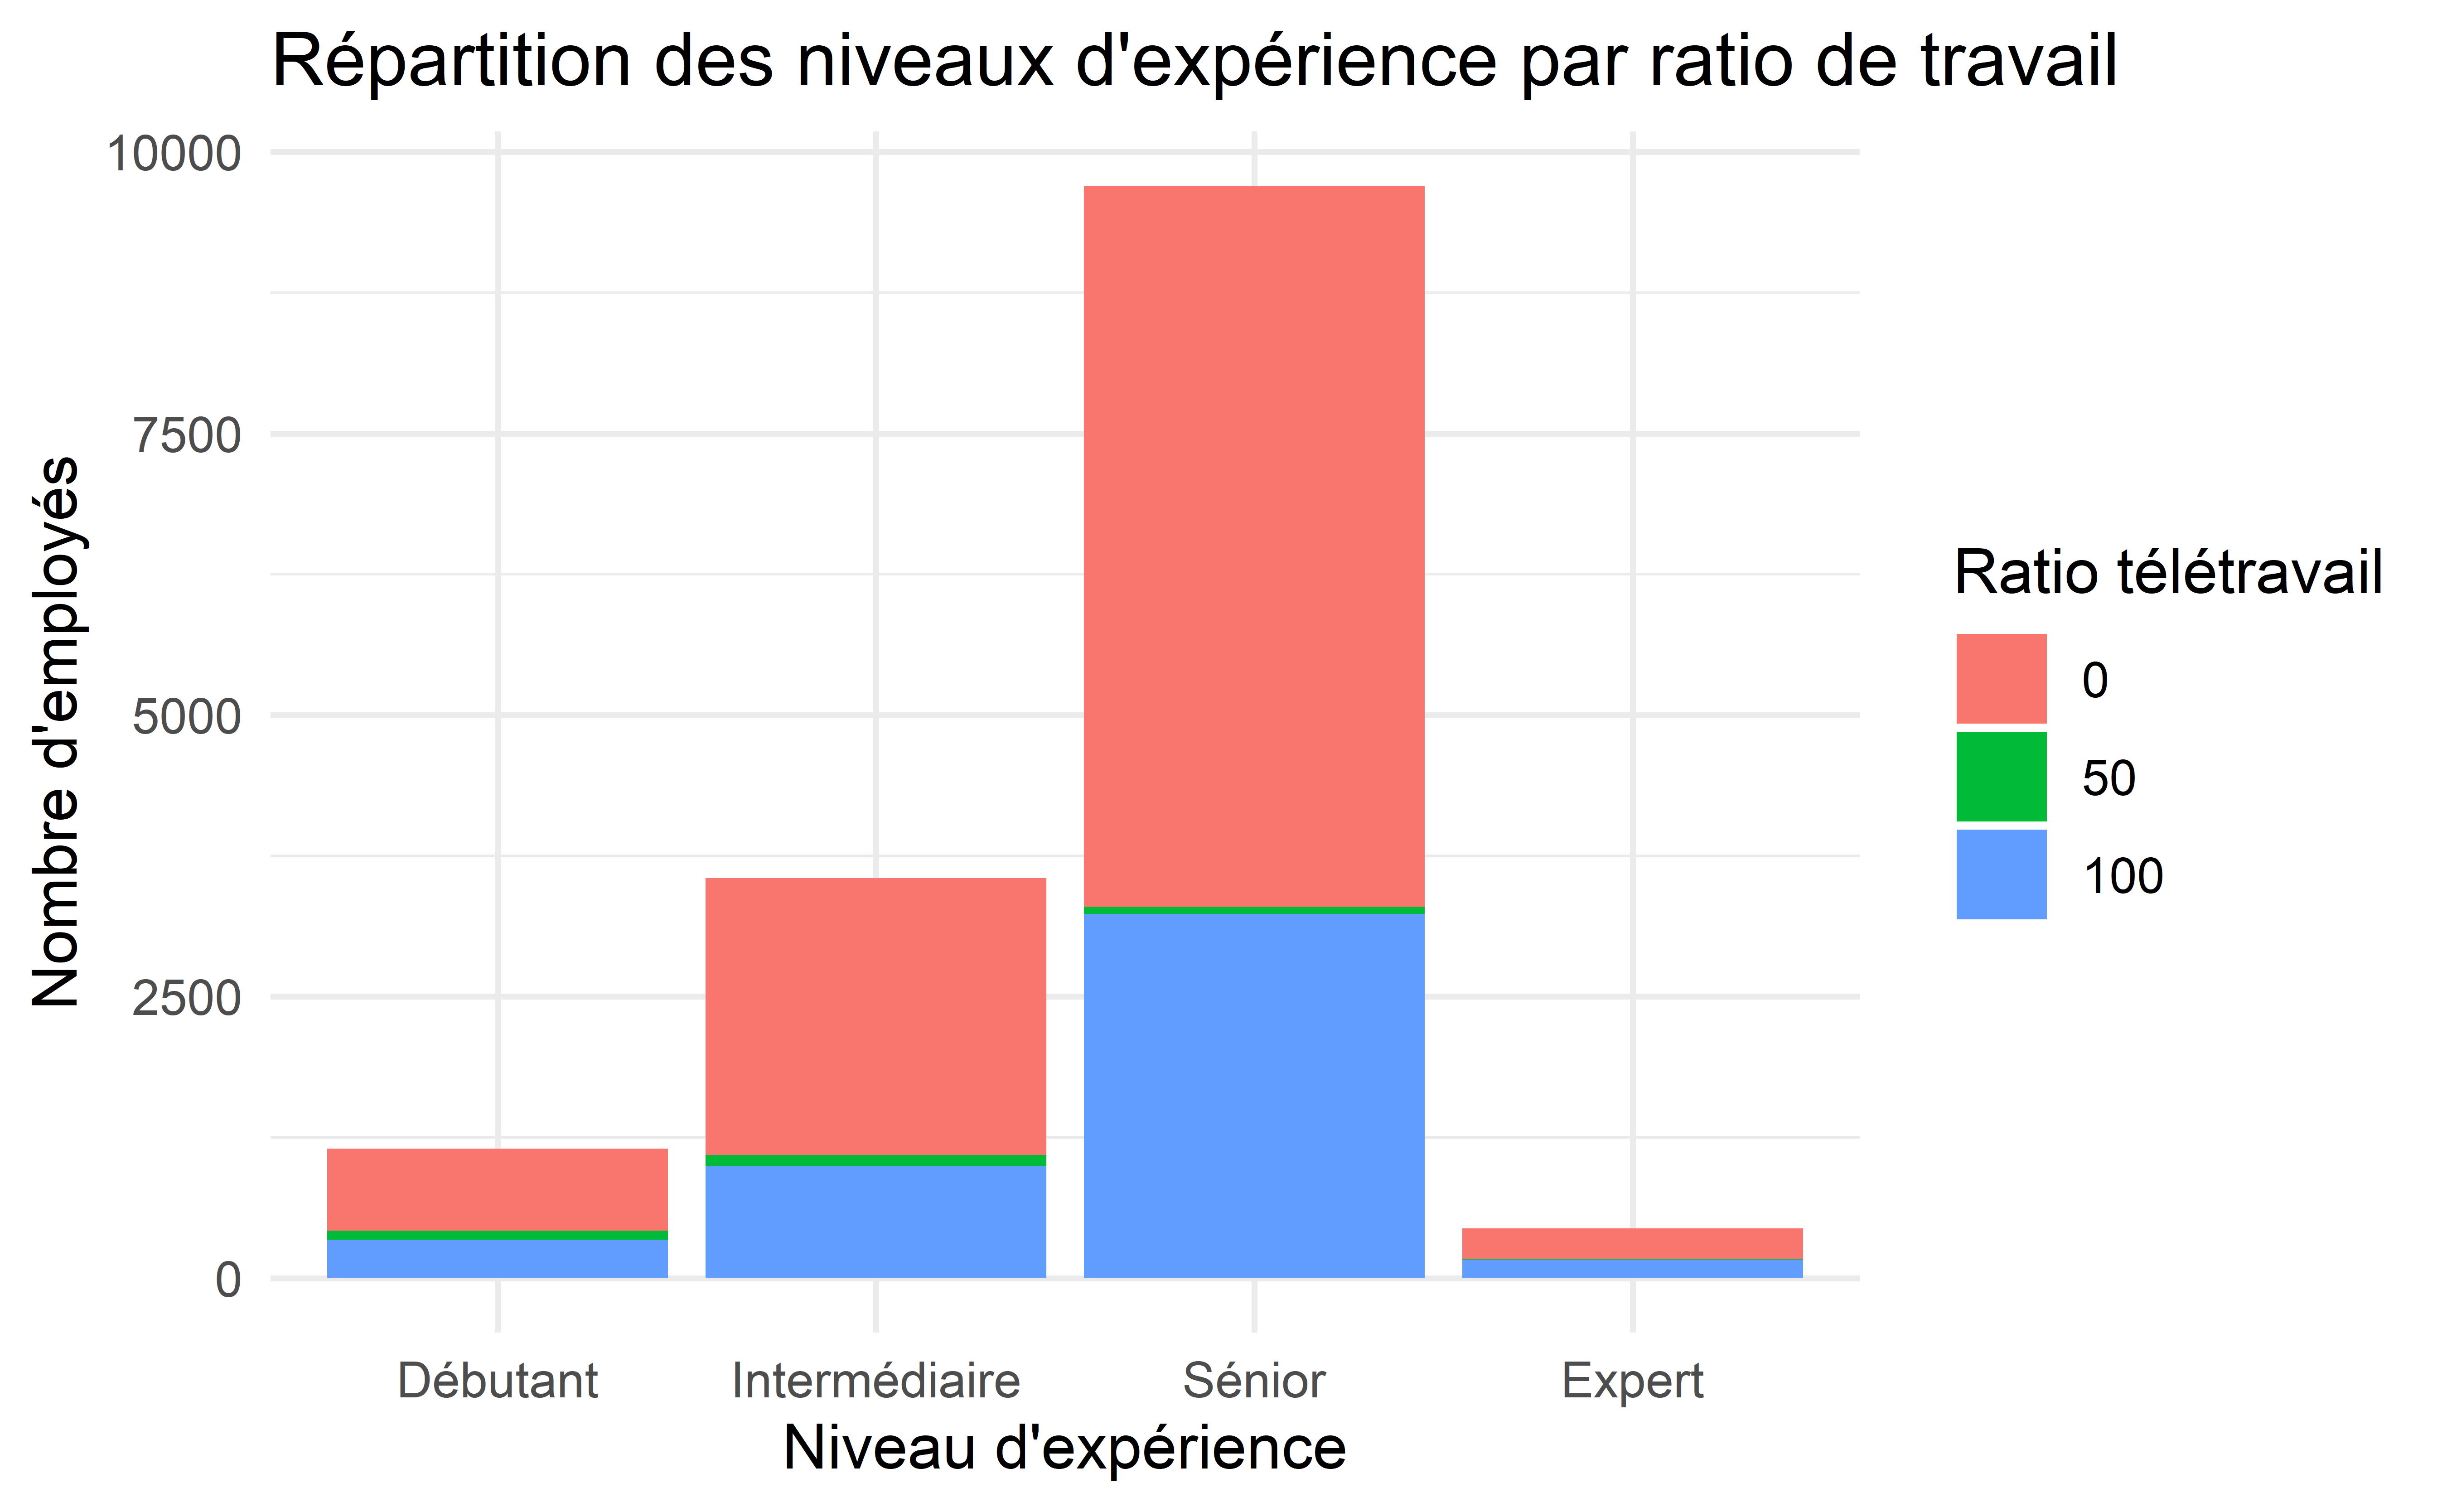 Répartition des niveaux d'expérience par ratio de travail
10000
7500
5000
2500
0
Nombre d'employés
Débutant
Intermédiaire
Sénior
Expert
Niveau d'expérience
Ratio télétravail
0
50
100